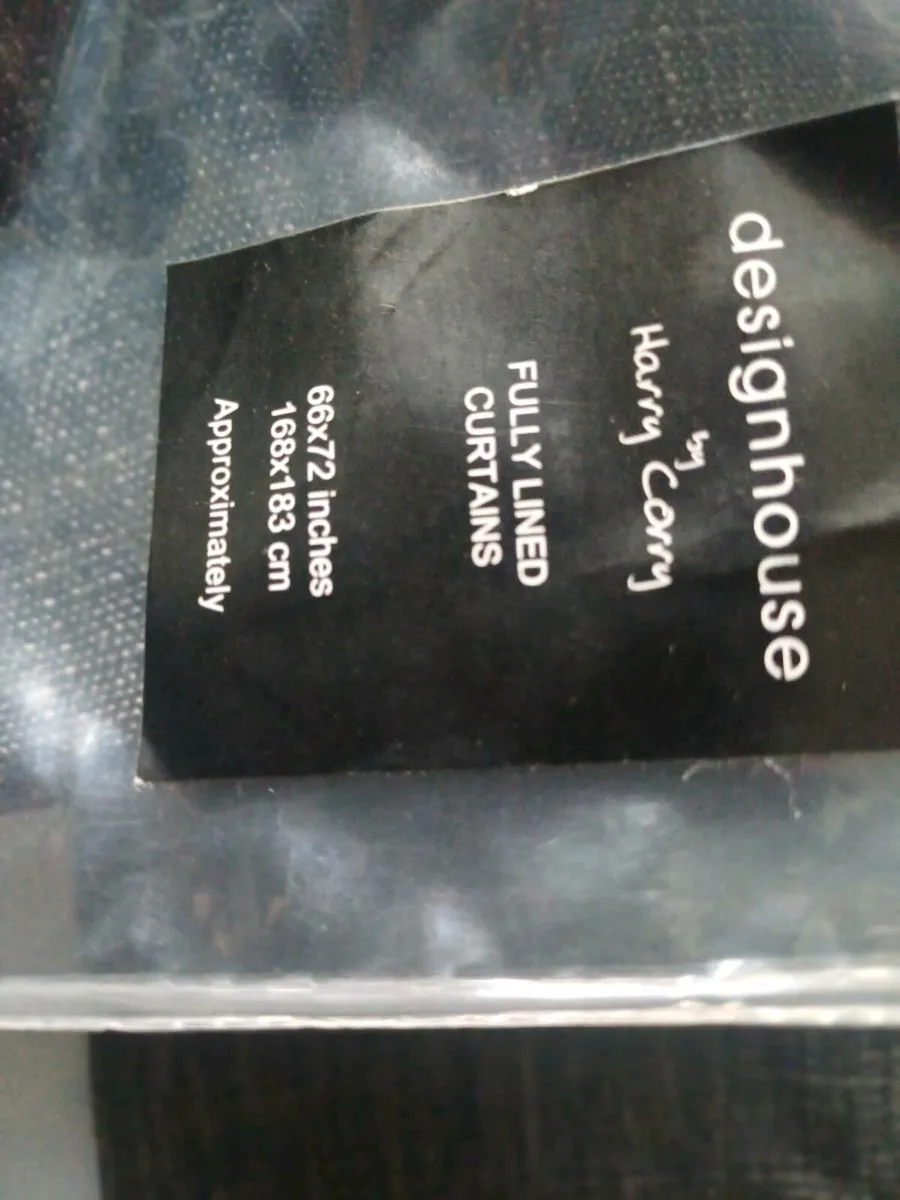 designhouse
by
Harry Corry
FULLY LINED
CURTAINS
66x72 inches
168x183 cm
Approximately